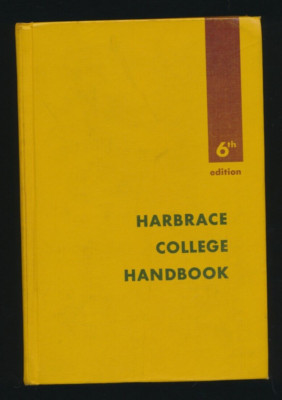 6th
edition
HARBRACE
COLLEGE
HANDBOOK